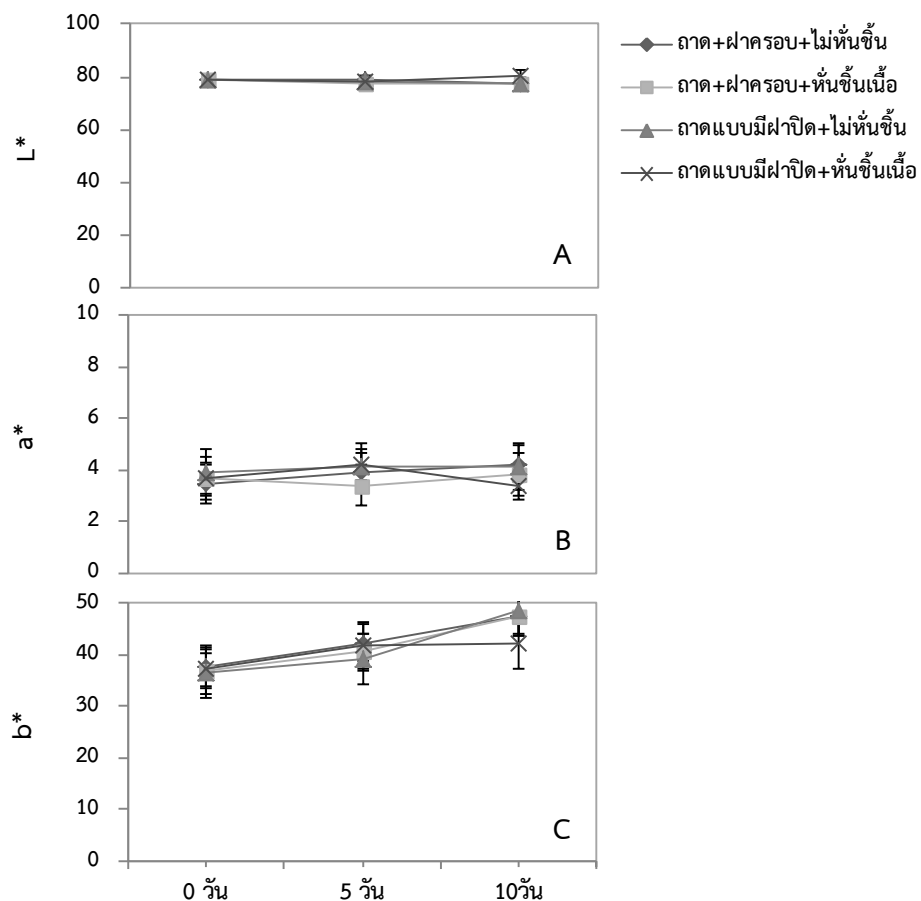 100
80
60
40
20
0
L*
A
ถาด+ฝาครอบ+ไม่หั่นชิ้น
ถาด+ฝาครอบ+หั่นชิ้นเนื้อ
ถาดแบบมีฝาปิด+ไม่หั่นชิ้น
ถาดแบบมีฝาปิด+หั่นชิ้นเนื้อ
10
8
6
4
2
0
a*
B
50
40
30
20
10
0
b*
C
0 วัน 5 วัน 10วัน